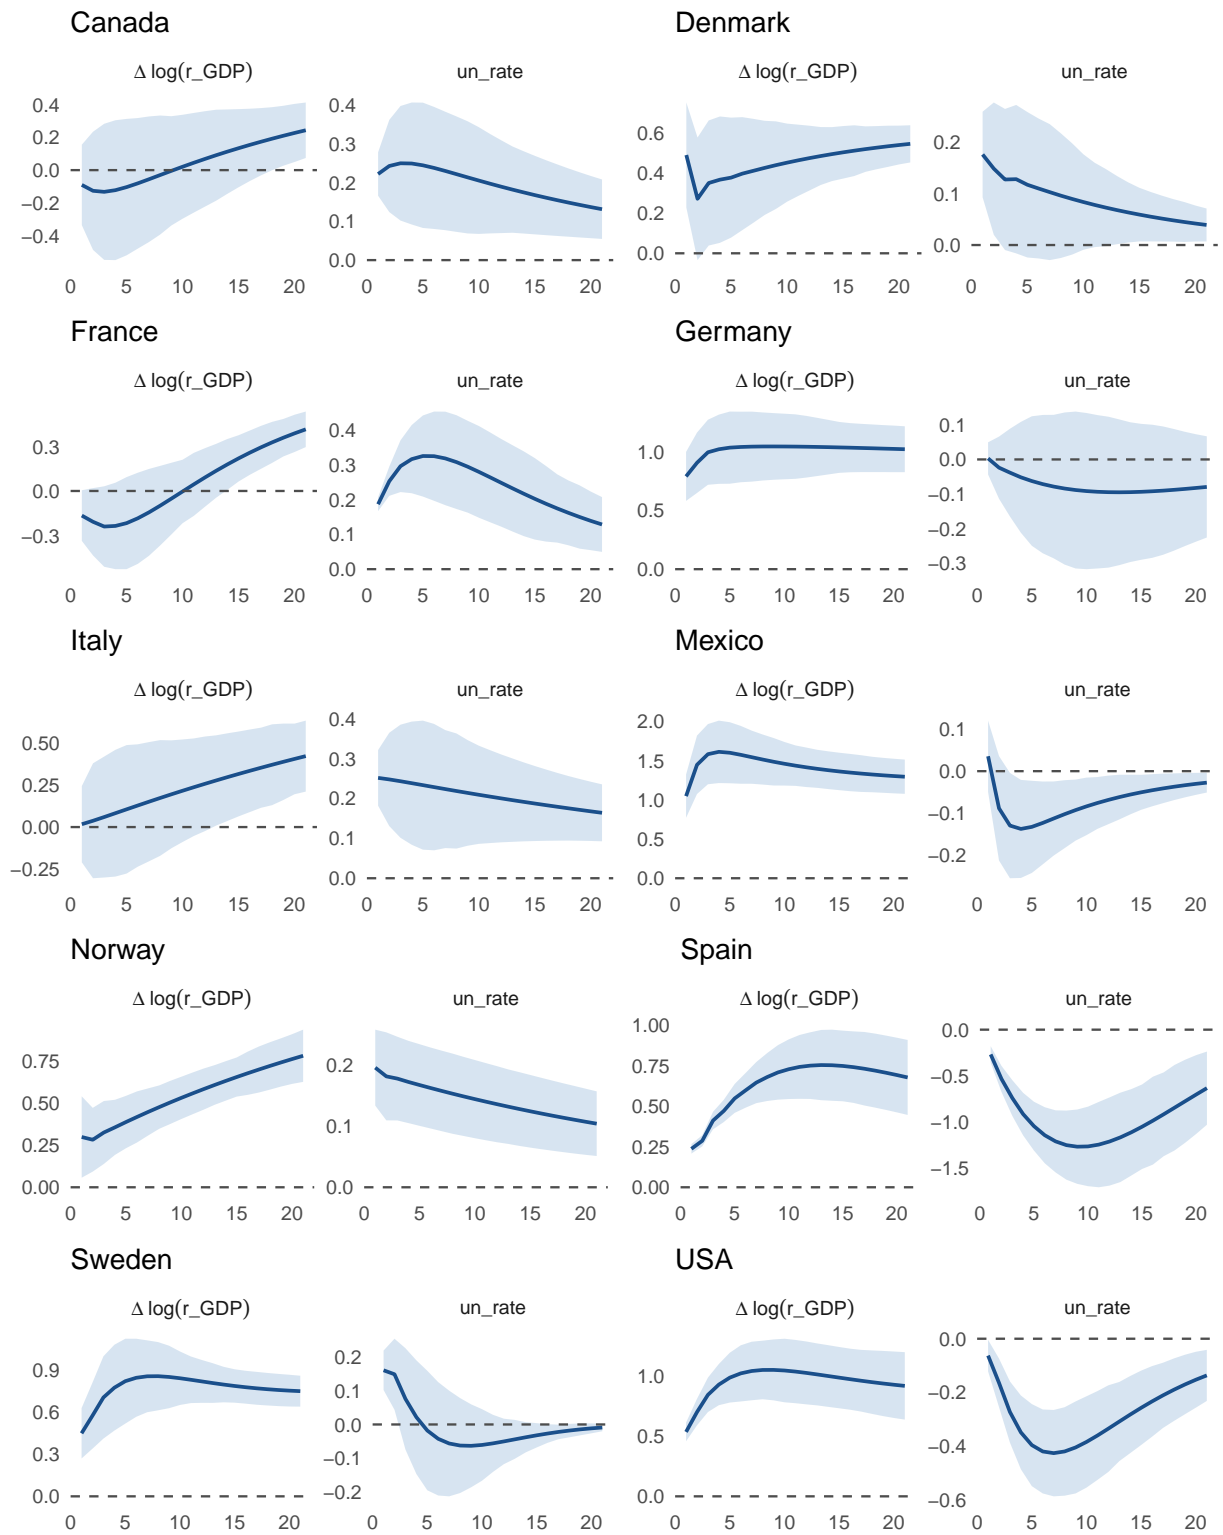 Canada
Δ log(r_GDP)
un_rate
0.4
0.2
0.0
−0.2
−0.4
0 5 10 15 20
0.4
0.3
0.2
0.1
0.0
0 5 10 15 20
Denmark
Δ log(r_GDP)
un_rate
0.6
0.4
0.2
0.0
0 5 10 15 20
0.2
0.1
0.0
0 5 10 15 20
France
Δ log(r_GDP)
un_rate
0.3
0.0
−0.3
0 5 10 15 20
0.4
0.3
0.2
0.1
0.0
0 5 10 15 20
Germany
Δ log(r_GDP)
un_rate
1.0
0.5
0.0
0 5 10 15 20
0.1
0.0
−0.1
−0.2
−0.3
0 5 10 15 20
Italy
Δ log(r_GDP)
un_rate
0.50
0.25
0.00
−0.25
0 5 10 15 20
0.4
0.3
0.2
0.1
0.0
0 5 10 15 20
Mexico
Δ log(r_GDP)
un_rate
2.0
1.5
1.0
0.5
0.0
0 5 10 15 20
0.1
0.0
−0.1
−0.2
0 5 10 15 20
Norway
Δ log(r_GDP)
un_rate
0.75
0.50
0.25
0.00
0 5 10 15 20
0.2
0.1
0.0
0 5 10 15 20
Spain
Δ log(r_GDP)
un_rate
1.00
0.75
0.50
0.25
0.00
0 5 10 15 20
0.0
−0.5
−1.0
−1.5
0 5 10 15 20
Sweden
Δ log(r_GDP)
un_rate
0.9
0.6
0.3
0.0
0 5 10 15 20
0.2
0.1
0.0
−0.1
−0.2
0 5 10 15 20
USA
Δ log(r_GDP)
un_rate
1.0
0.5
0.0
0 5 10 15 20
0.0
−0.2
−0.4
−0.6
0 5 10 15 20